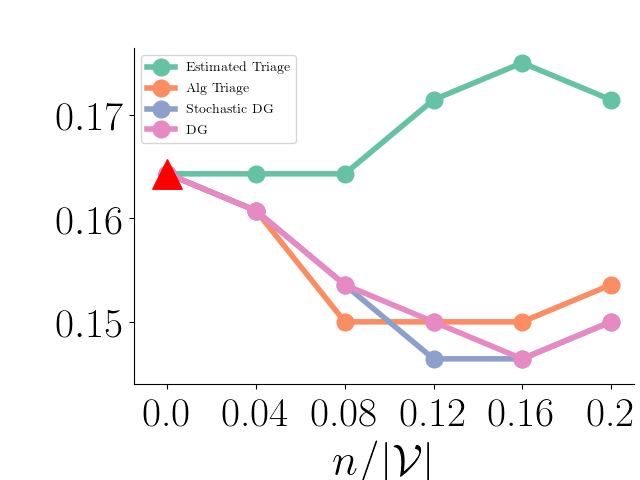 Estimated Triage
Alg Triage
Stochastic DG
DG
0.17
0.16
0.15
0.0 0.04 0.08 0.12 0.16 0.2
n/|𝒱|